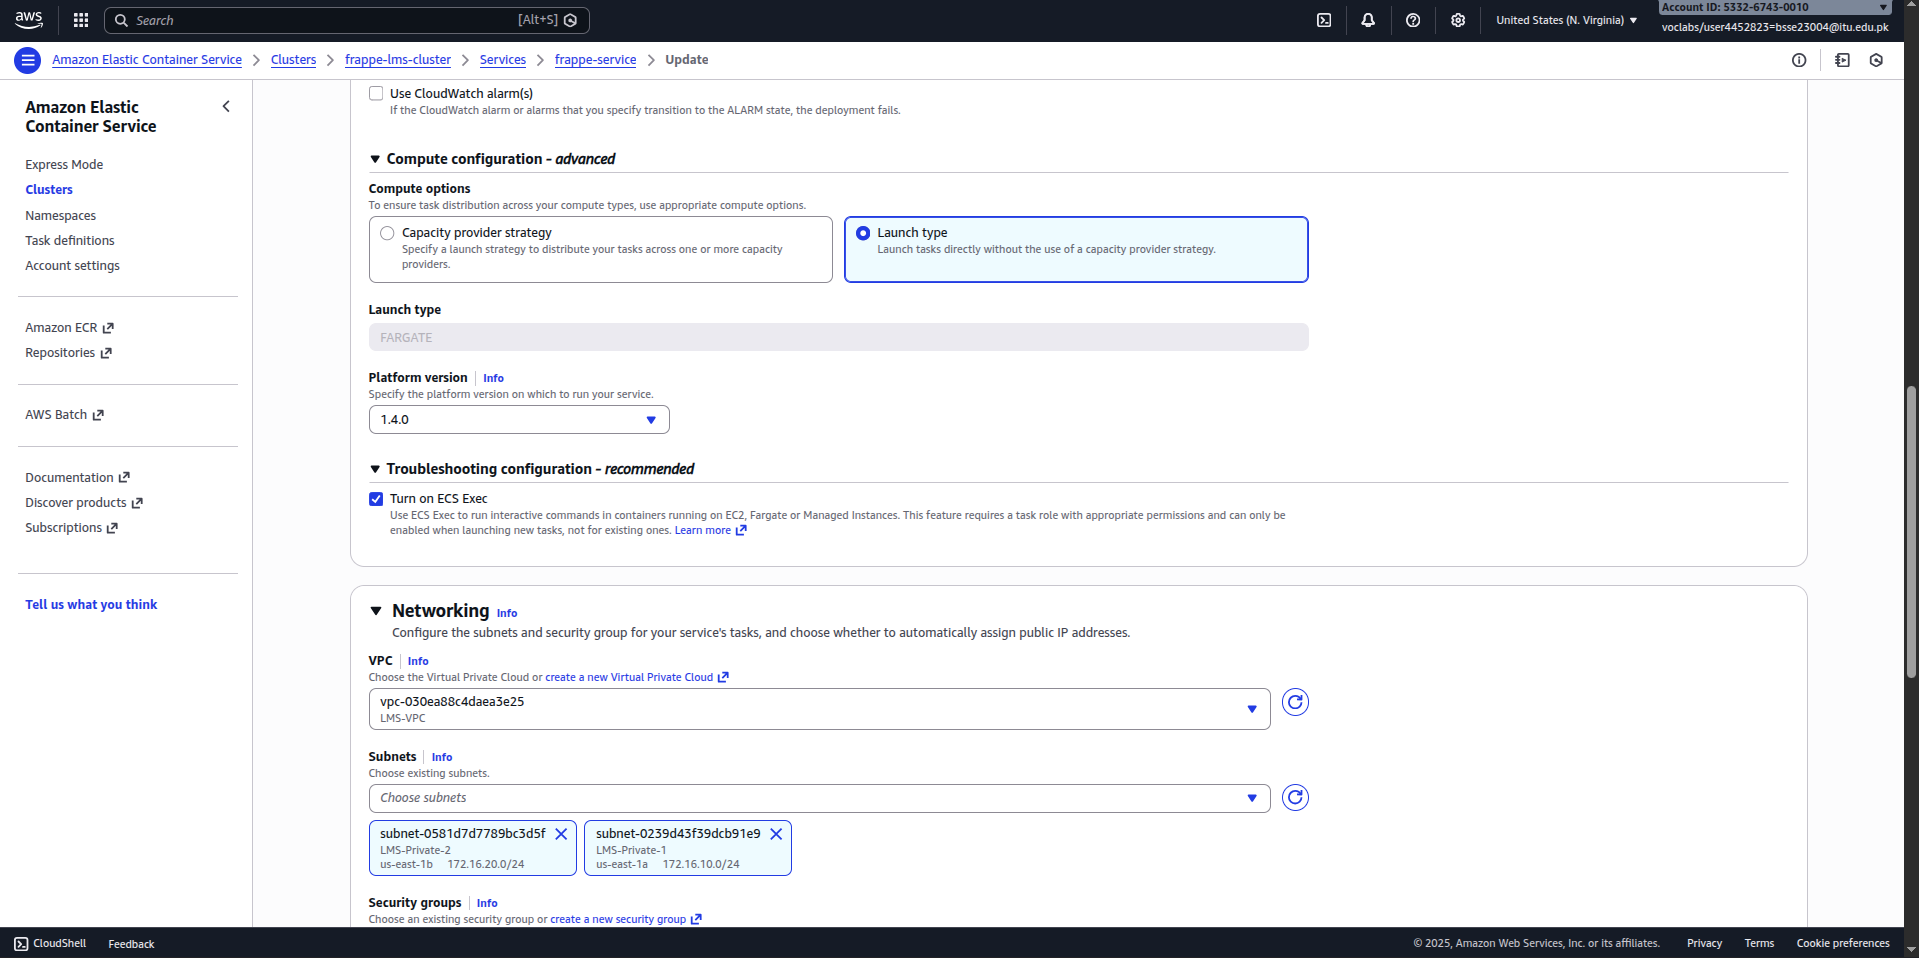 aws
Search
[Alt+S]
United States (N. Virginia)
Account ID: 5332-6743-0010
voclabs/user4452823=bsse23004@itu.edu.pk
Amazon Elastic Container Service
Clusters
frappe-lms-cluster
Services
frappe-service
Update
Amazon Elastic
Container Service
Express Mode
Clusters
Namespaces
Task definitions
Account settings
Amazon ECR
Repositories
AWS Batch
Documentation
Discover products
Subscriptions
Tell us what you think
Use CloudWatch alarm(s)
If the CloudWatch alarm or alarms that you specify transition to the ALARM state, the deployment fails.
Compute configuration - advanced
Compute options
To ensure task distribution across your compute types, use appropriate compute options.
Capacity provider strategy
Specify a launch strategy to distribute your tasks across one or more capacity
providers.
Launch type
Launch tasks directly without the use of a capacity provider strategy.
Launch type
FARGATE
Platform version
Info
Specify the platform version on which to run your service.
1.4.0
Troubleshooting configuration - recommended
Turn on ECS Exec
Use ECS Exec to run interactive commands in containers running on EC2, Fargate or Managed Instances. This feature requires a task role with appropriate permissions and can only be
enabled when launching new tasks, not for existing ones. Learn more
Networking Info
Configure the subnets and security group for your service's tasks, and choose whether to automatically assign public IP addresses.
VPC
Info
Choose the Virtual Private Cloud or create a new Virtual Private Cloud
vpc-030ea88c4daea3e25
LMS-VPC
Subnets
Info
Choose existing subnets.
Choose subnets
subnet-0581d7d7789bc3d5f
LMS-Private-2
us-east-1b 172.16.20.0/24
subnet-0239d43f39dcb91e9
LMS-Private-1
us-east-1a 172.16.10.0/24
Security groups
Info
Choose an existing security group or create a new security group
CloudShell
Feedback
© 2025, Amazon Web Services, Inc. or its affiliates.
Privacy
Terms
Cookie preferences